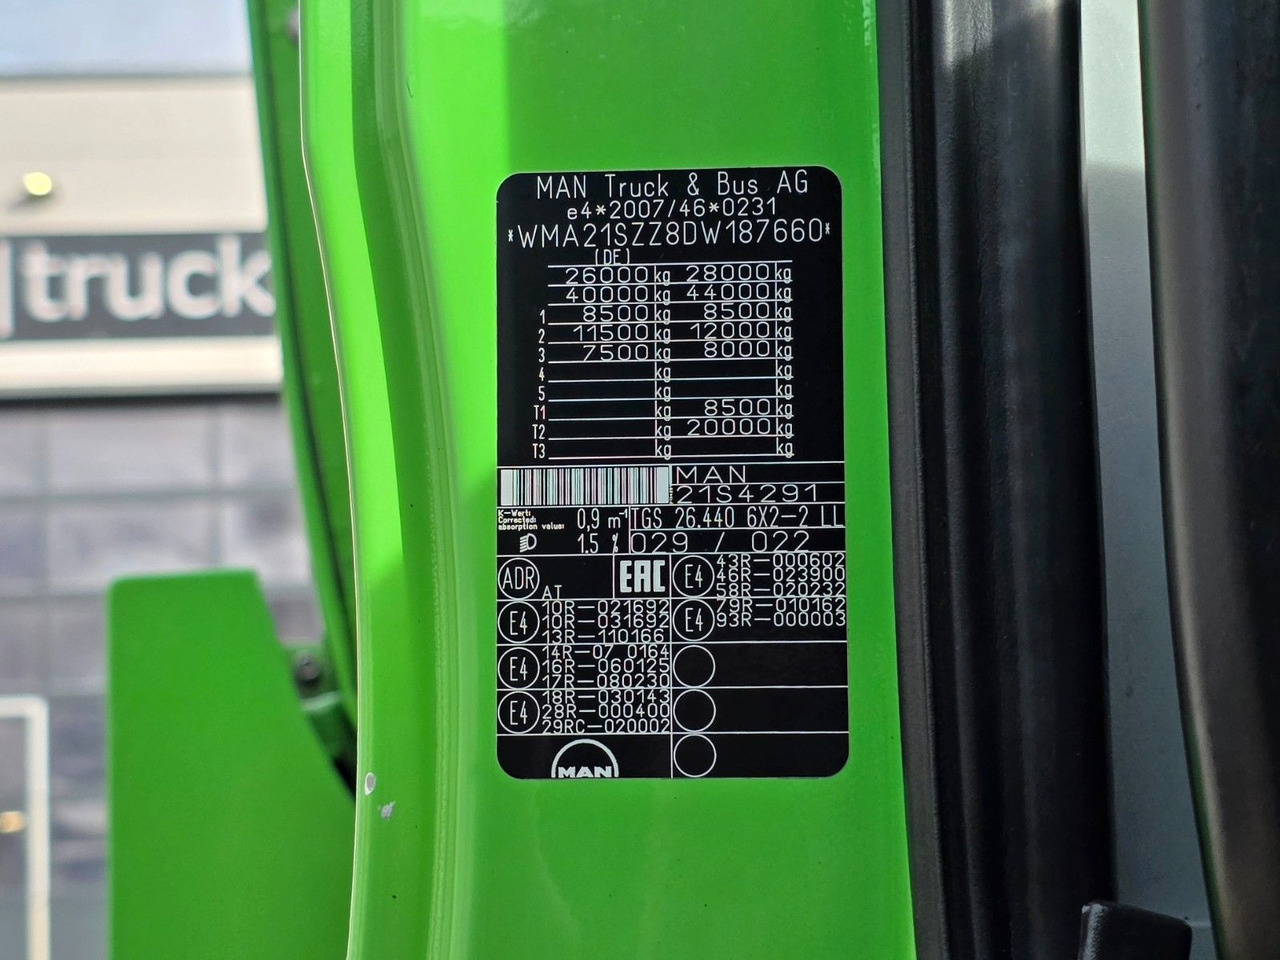 truck
MAN Truck & Bus AG
e4*2007/46*0231
*WMA21SZZ8DW187660*
(DE)
26000 kg 28000 kg
40000 kg 44000 kg
1 8500 kg 8500 kg
2 11500 kg 12000 kg
3 7500 kg 8000 kg
4 kg kg
5 kg kg
T1 kg 8500 kg
T2 kg 20000 kg
T3 kg kg
MAN
21S4291
K-Wert:
Corrected
absorption value:
0,9 m⁻¹
TGS 26.440 6X2-2 LL
1.5 %
029 / 022
ADR AT
EAC
E4
43R-000602
46R-023900
58R-020232
E4
10R-021692
10R-031692
13R-110166
E4
79R-010162
93R-000003
E4
14R-07 0164
16R-060125
17R-080230
E4
18R-030143
28R-000400
29RC-020002
MAN